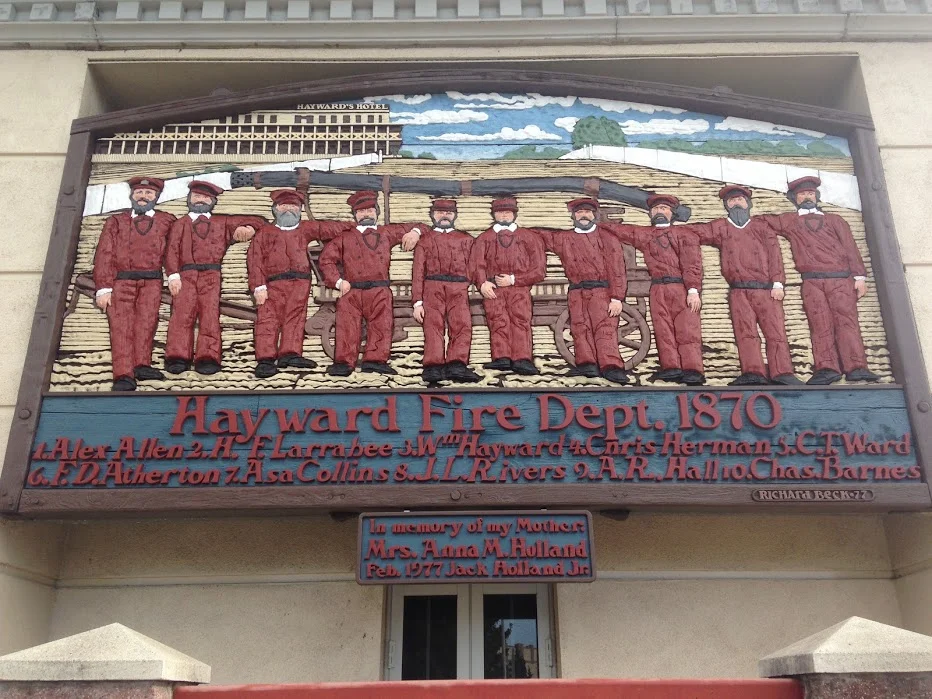 HAYWARD'S HOTEL
Hayward Fire Dept. 1870
1.Alex Allen 2.H. F. Larrabee 3.Wm Hayward 4.Chris Herman 5.C.T. Ward
6.F.D. Atherton 7.Asa Collins 8.J.L.Rivers 9.A.R. Hall 10.Chas. Barnes
RICHARD BECK·77
In memory of my Mother:
Mrs. Anna M. Holland
Feb. 1977 Jack Holland Jr.